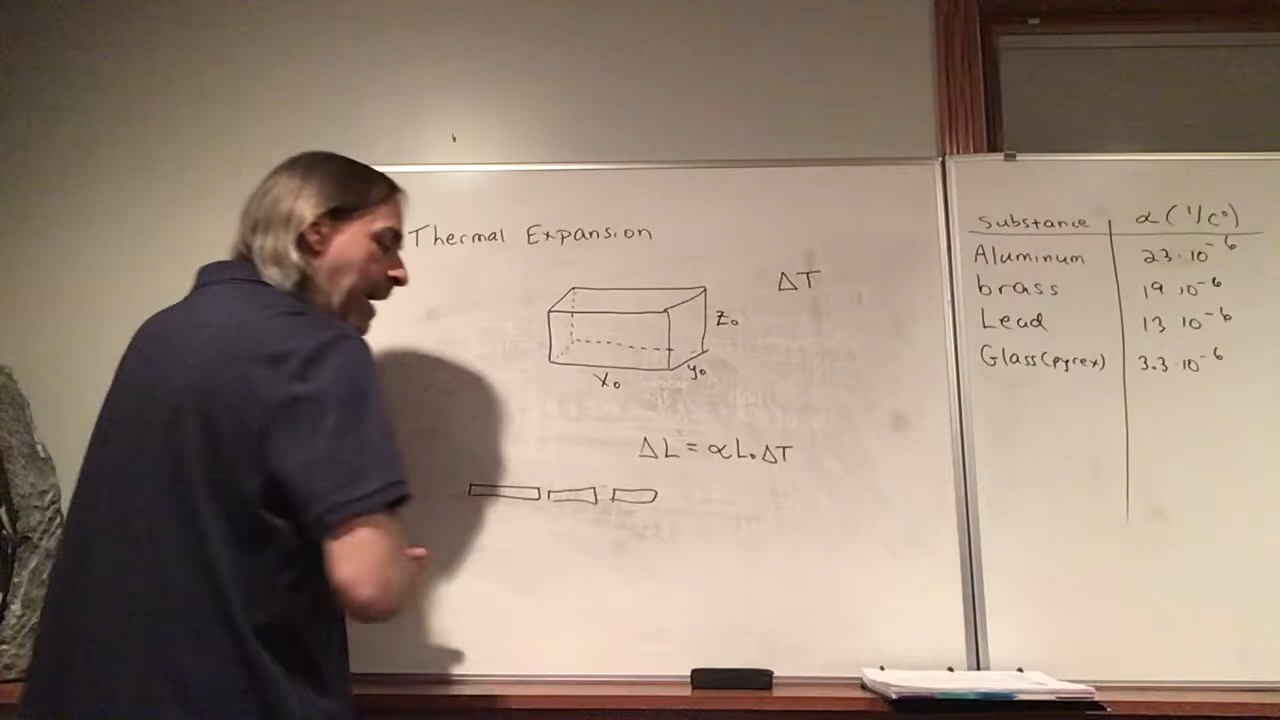 Thermal Expansion
ΔT
z₀
y₀
x₀
ΔL = αL₀ΔT
Substance α (1/C°)
Aluminum 23·10⁻⁶
brass 19·10⁻⁶
Lead 13 10⁻⁶
Glass(pyrex) 3.3·10⁻⁶